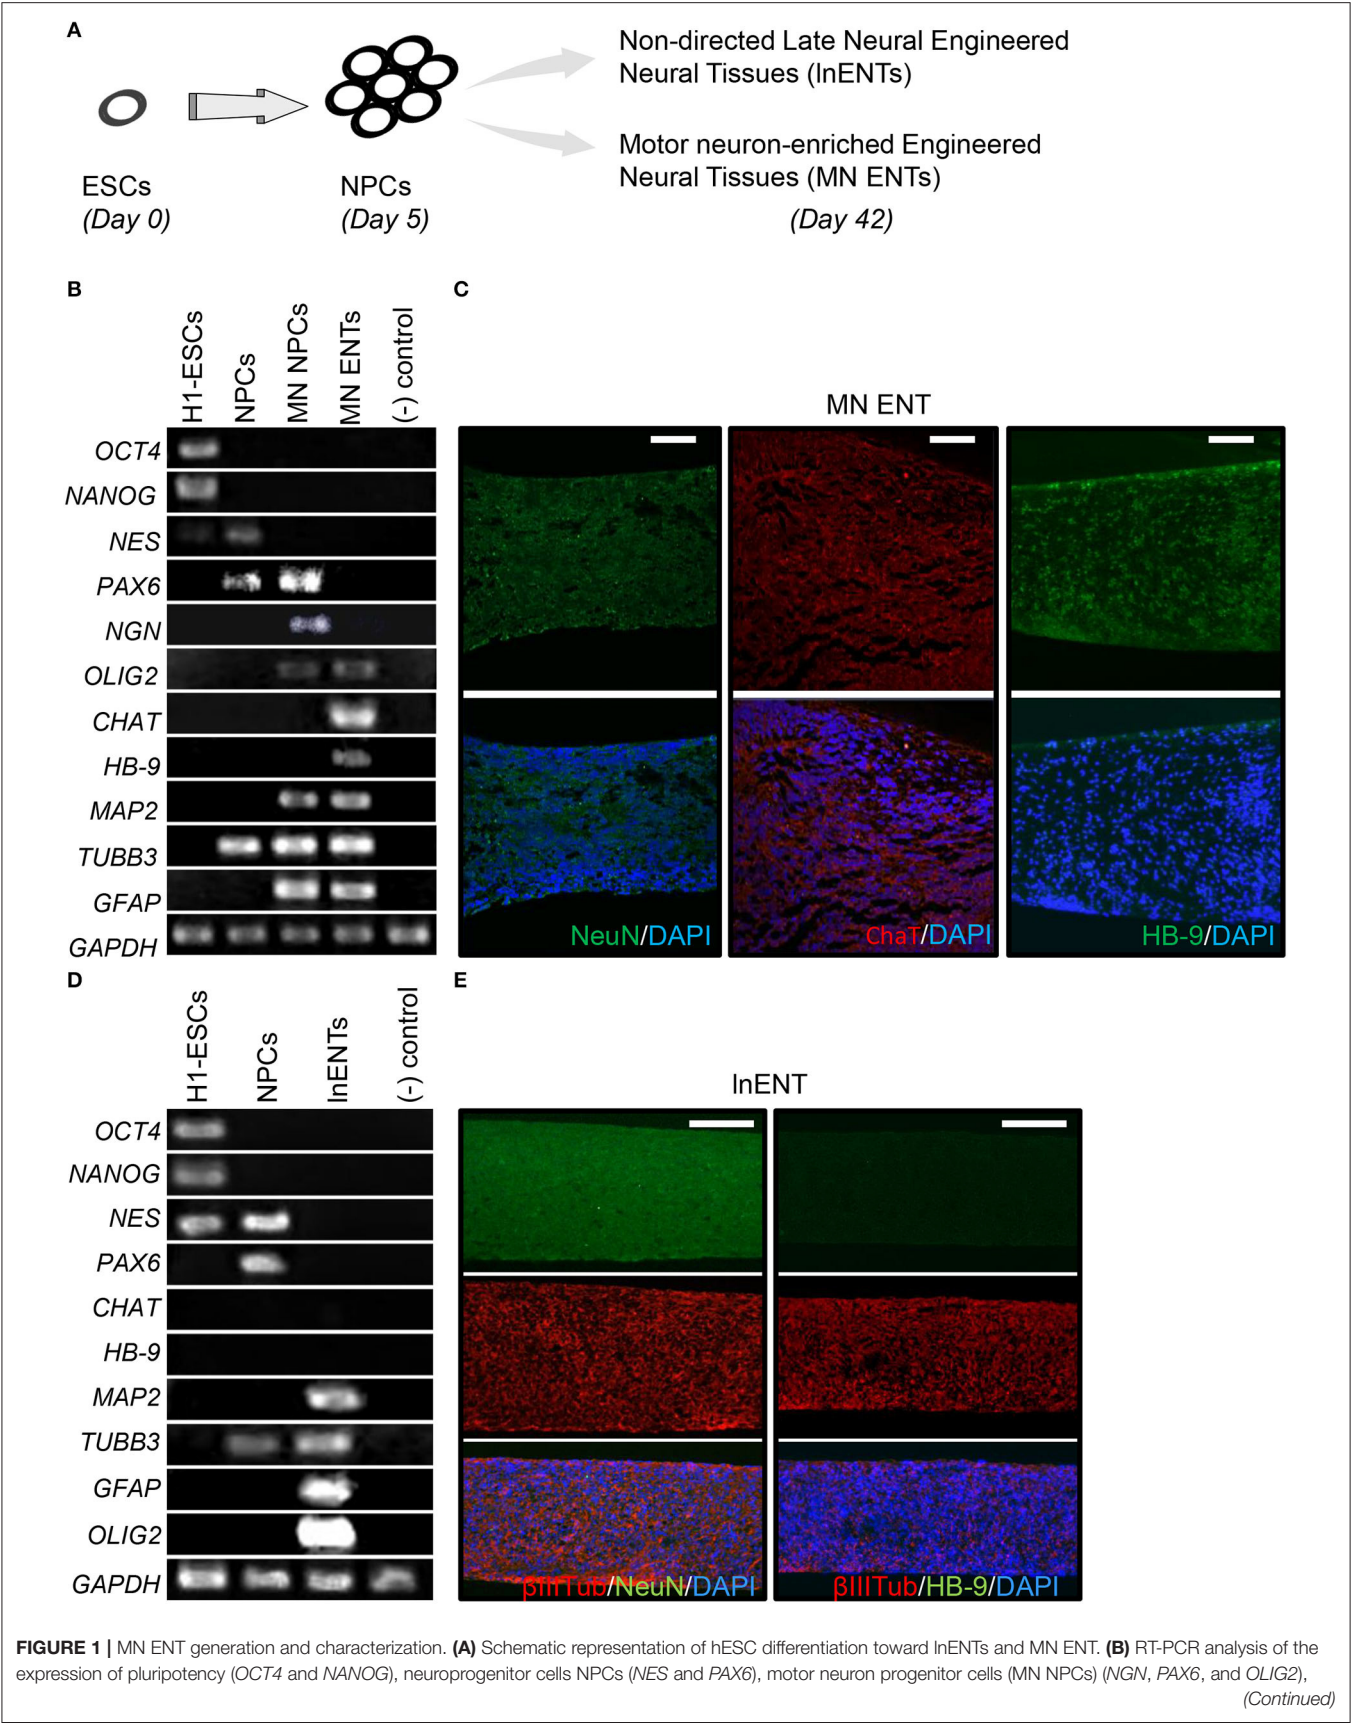 A
ESCs
(Day 0)
NPCs
(Day 5)
Non-directed Late Neural Engineered
Neural Tissues (lnENTs)
Motor neuron-enriched Engineered
Neural Tissues (MN ENTs)
(Day 42)
B
H1-ESCs
NPCs
MN NPCs
MN ENTs
(-) control
OCT4
NANOG
NES
PAX6
NGN
OLIG2
CHAT
HB-9
MAP2
TUBB3
GFAP
GAPDH
C
MN ENT
NeuN/DAPI
ChaT/DAPI
HB-9/DAPI
D
H1-ESCs
NPCs
lnENTs
(-) control
OCT4
NANOG
NES
PAX6
CHAT
HB-9
MAP2
TUBB3
GFAP
OLIG2
GAPDH
E
lnENT
βIIITub/NeuN/DAPI
βIIITub/HB-9/DAPI
FIGURE 1 | MN ENT generation and characterization. (A) Schematic representation of hESC differentiation toward lnENTs and MN ENT. (B) RT-PCR analysis of the
expression of pluripotency (OCT4 and NANOG), neuroprogenitor cells NPCs (NES and PAX6), motor neuron progenitor cells (MN NPCs) (NGN, PAX6, and OLIG2),
(Continued)